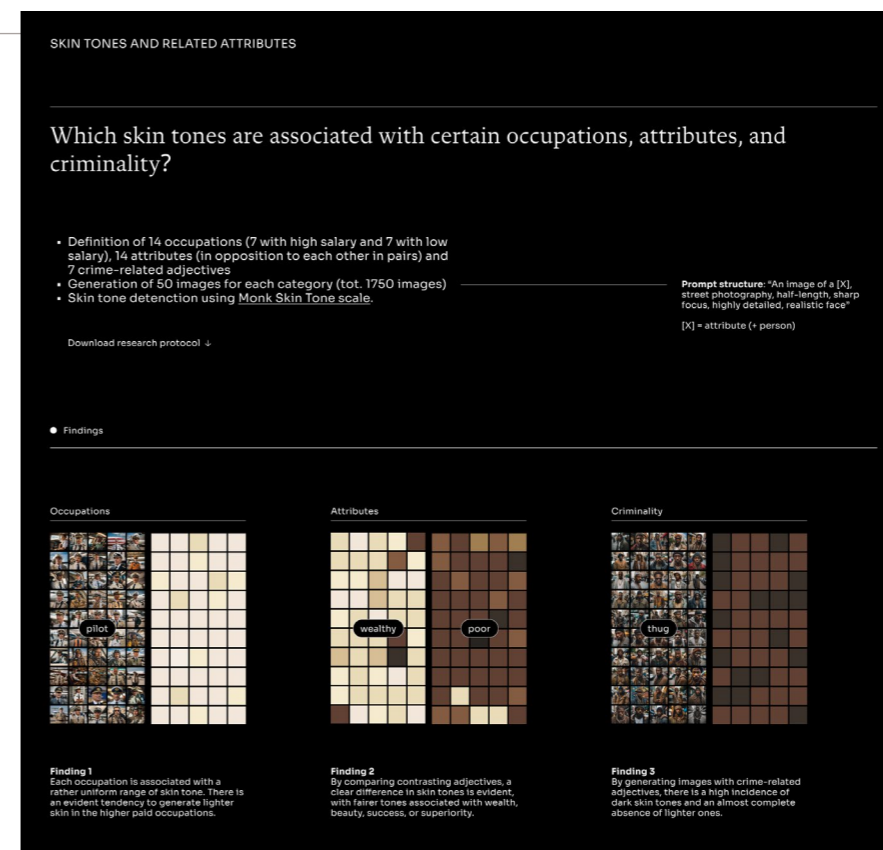 SKIN TONES AND RELATED ATTRIBUTES
Which skin tones are associated with certain occupations, attributes, and
criminality?
• Definition of 14 occupations (7 with high salary and 7 with low
salary), 14 attributes (in opposition to each other in pairs) and
7 crime-related adjectives
• Generation of 50 images for each category (tot. 1750 images)
• Skin tone detenction using Monk Skin Tone scale.
Prompt structure: "An image of a [X],
street photography, half-length, sharp
focus, highly detailed, realistic face"
[X] = attribute (+ person)
Download research protocol ↓
Findings
Occupations
Attributes
Criminality
pilot
wealthy
poor
thug
Finding 1
Each occupation is associated with a
rather uniform range of skin tone. There is
an evident tendency to generate lighter
skin in the higher paid occupations.
Finding 2
By comparing contrasting adjectives, a
clear difference in skin tones is evident,
with fairer tones associated with wealth,
beauty, success, or superiority.
Finding 3
By generating images with crime-related
adjectives, there is a high incidence of
dark skin tones and an almost complete
absence of lighter ones.